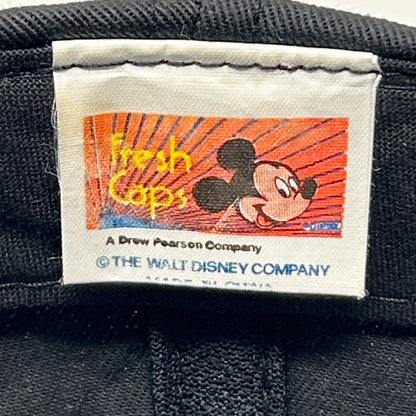 Fresh
Caps
A Drew Pearson Company
© THE WALT DISNEY COMPANY